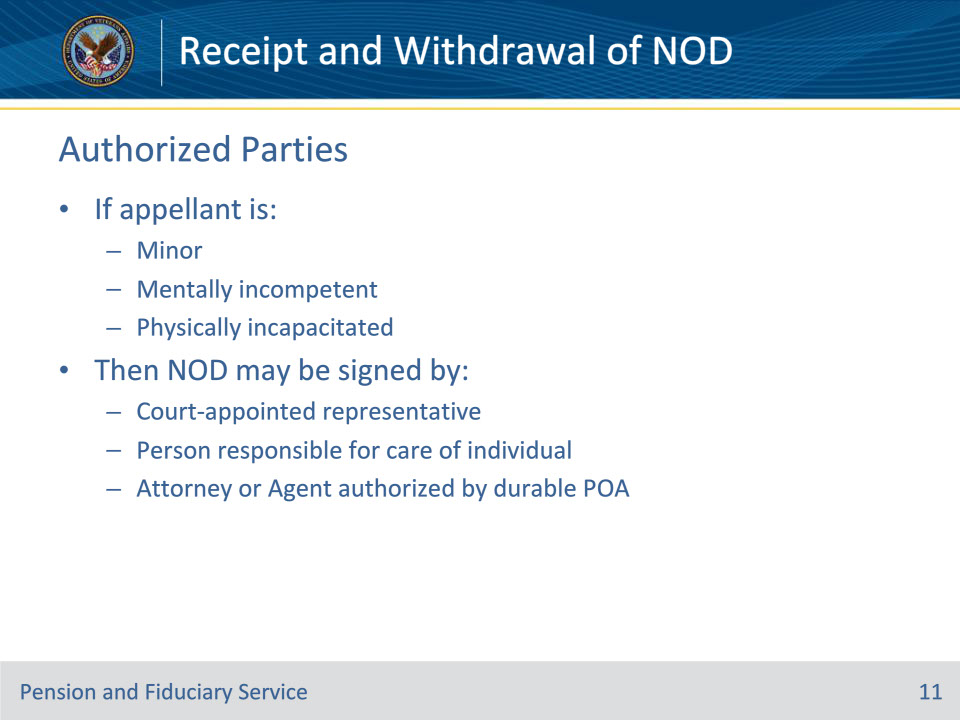 Receipt and Withdrawal of NOD
Authorized Parties
• If appellant is:
– Minor
– Mentally incompetent
– Physically incapacitated
• Then NOD may be signed by:
– Court-appointed representative
– Person responsible for care of individual
– Attorney or Agent authorized by durable POA
Pension and Fiduciary Service
11